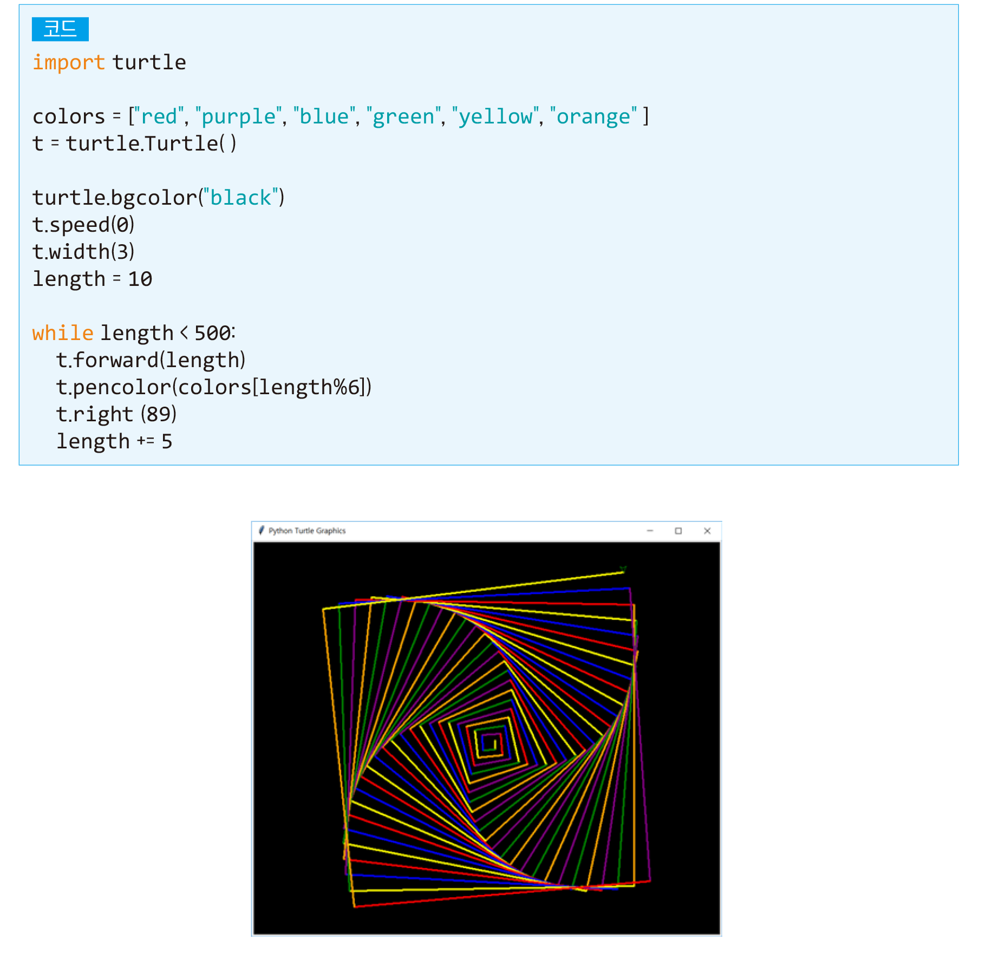 코드
import turtle
colors = ["red", "purple", "blue", "green", "yellow", "orange" ]
t = turtle.Turtle( )
turtle.bgcolor("black")
t.speed(0)
t.width(3)
length = 10
while length < 500:
t.forward(length)
t.pencolor(colors[length%6])
t.right (89)
length += 5
Python Turtle Graphics